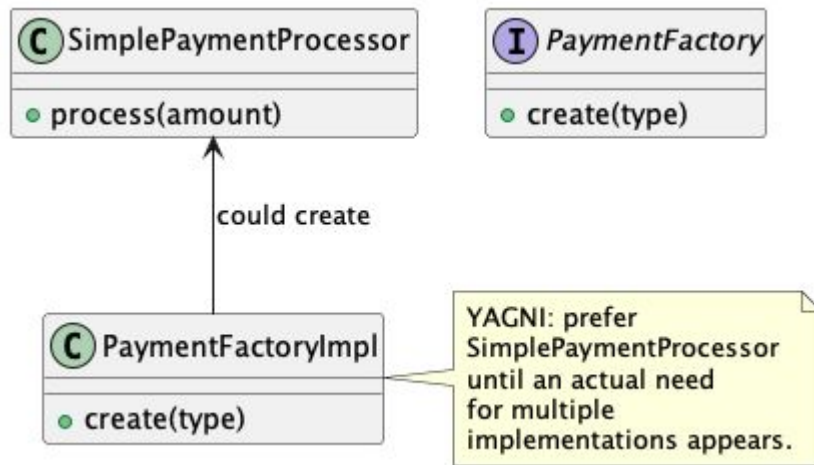 C SimplePaymentProcessor
process(amount)
I PaymentFactory
create(type)
could create
C PaymentFactoryImpl
create(type)
YAGNI: prefer
SimplePaymentProcessor
until an actual need
for multiple
implementations appears.